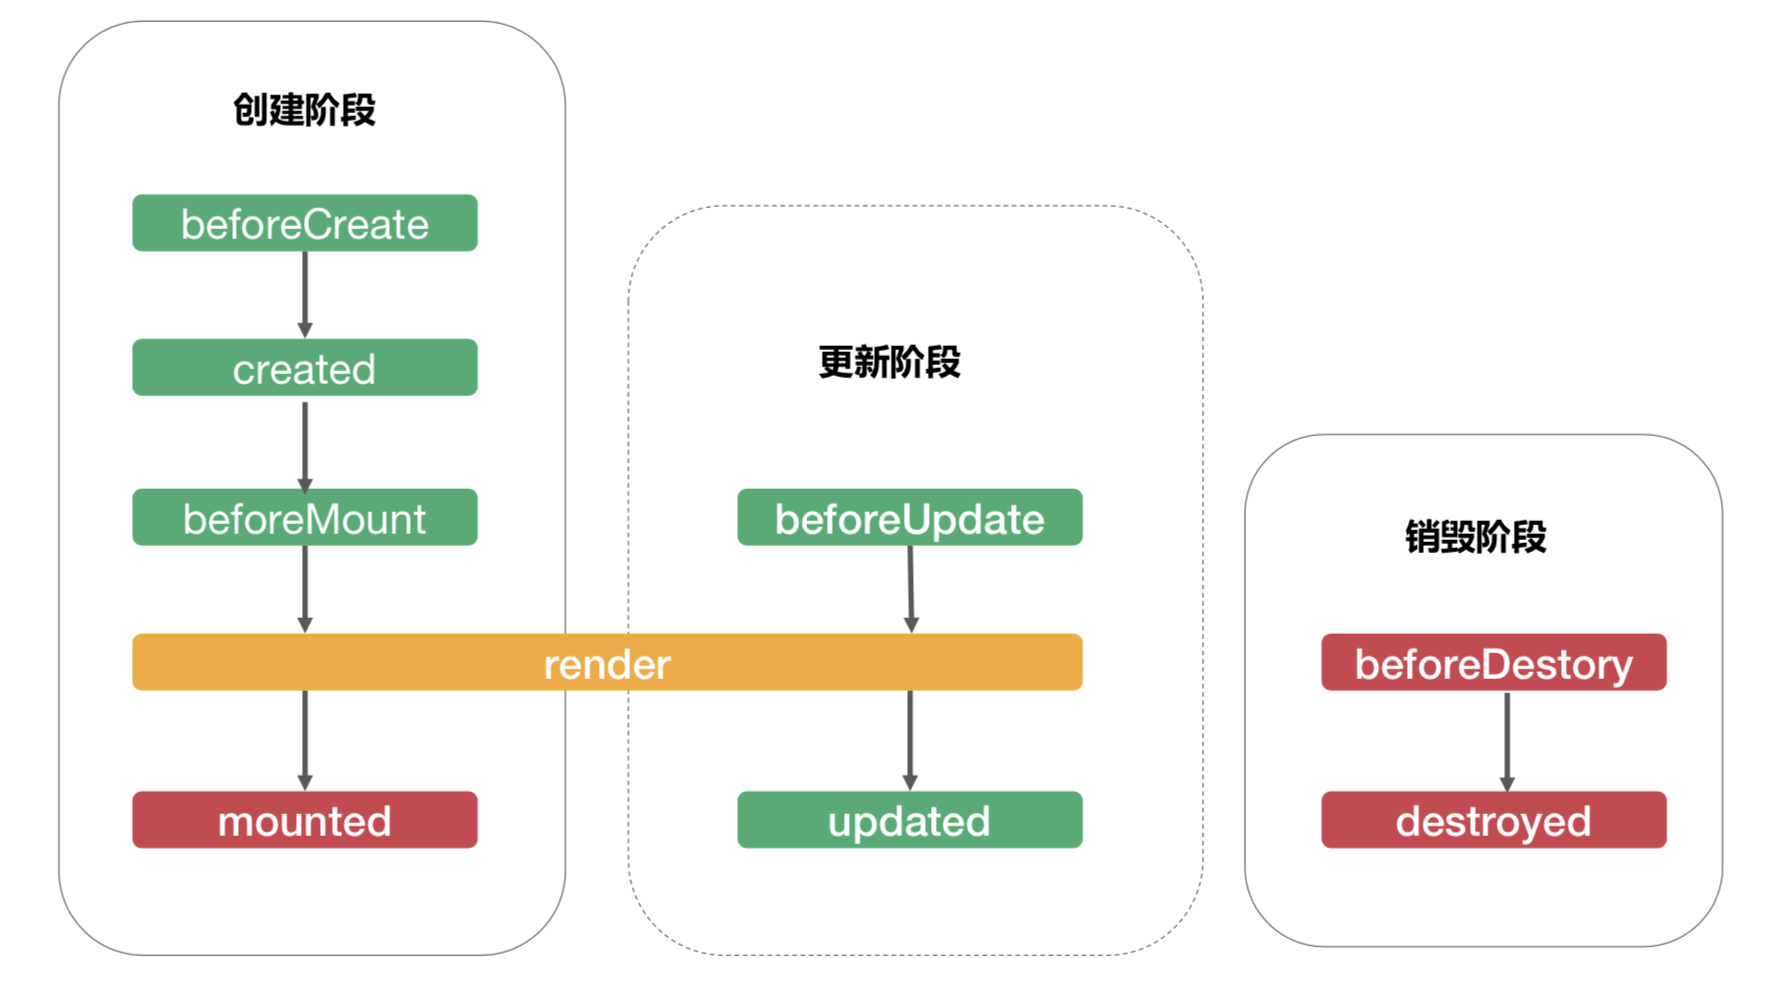 创建阶段
beforeCreate
created
beforeMount
render
mounted
更新阶段
beforeUpdate
updated
销毁阶段
beforeDestory
destroyed